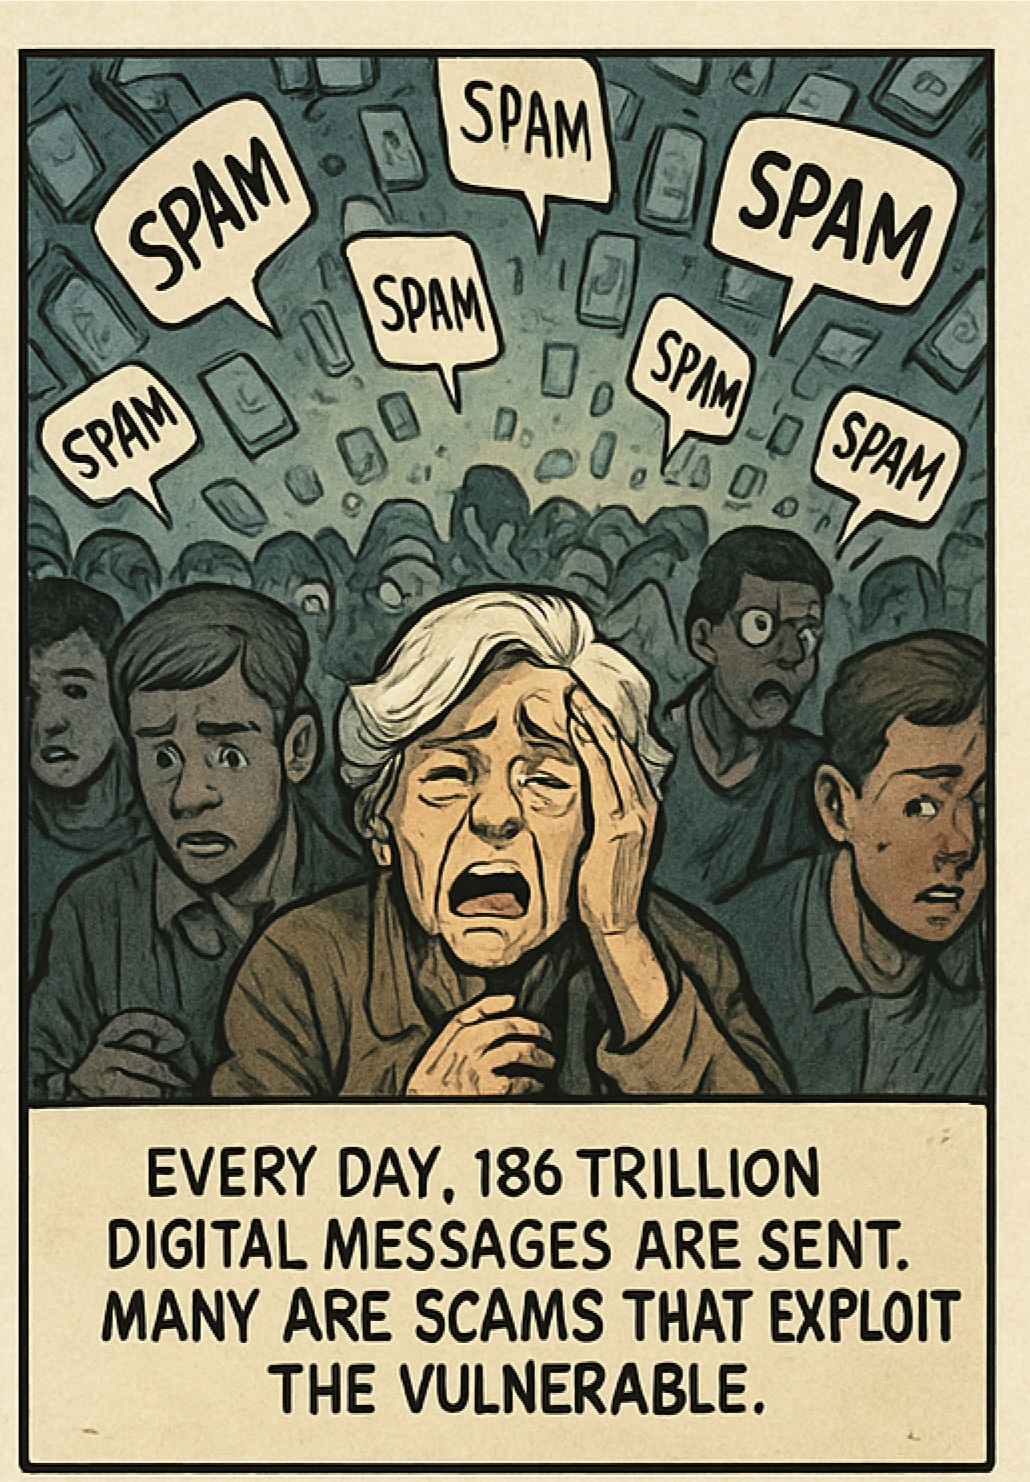 SPAM
SPAM
SPAM
SPAM
SPAM
SPAM
SPAM
EVERY DAY, 186 TRILLION
DIGITAL MESSAGES ARE SENT.
MANY ARE SCAMS THAT EXPLOIT
THE VULNERABLE.